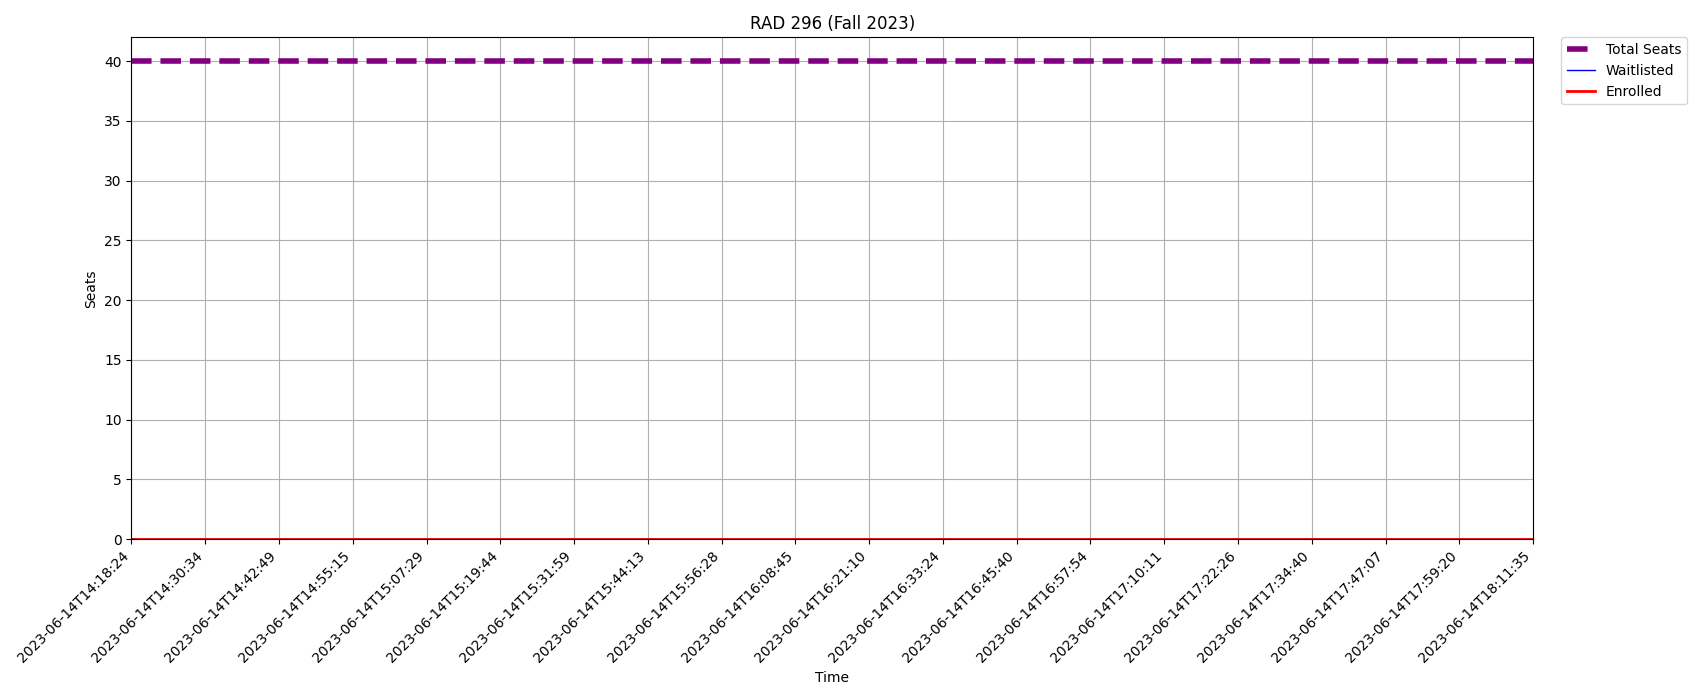 RAD 296 (Fall 2023)
Total Seats
Waitlisted
Enrolled
Seats
40
35
30
25
20
15
10
5
0
2023-06-14T14:18:24
2023-06-14T14:30:34
2023-06-14T14:42:49
2023-06-14T14:55:15
2023-06-14T15:07:29
2023-06-14T15:19:44
2023-06-14T15:31:59
2023-06-14T15:44:13
2023-06-14T15:56:28
2023-06-14T16:08:45
2023-06-14T16:21:10
2023-06-14T16:33:24
2023-06-14T16:45:40
2023-06-14T16:57:54
2023-06-14T17:10:11
2023-06-14T17:22:26
2023-06-14T17:34:40
2023-06-14T17:47:07
2023-06-14T17:59:20
2023-06-14T18:11:35
Time